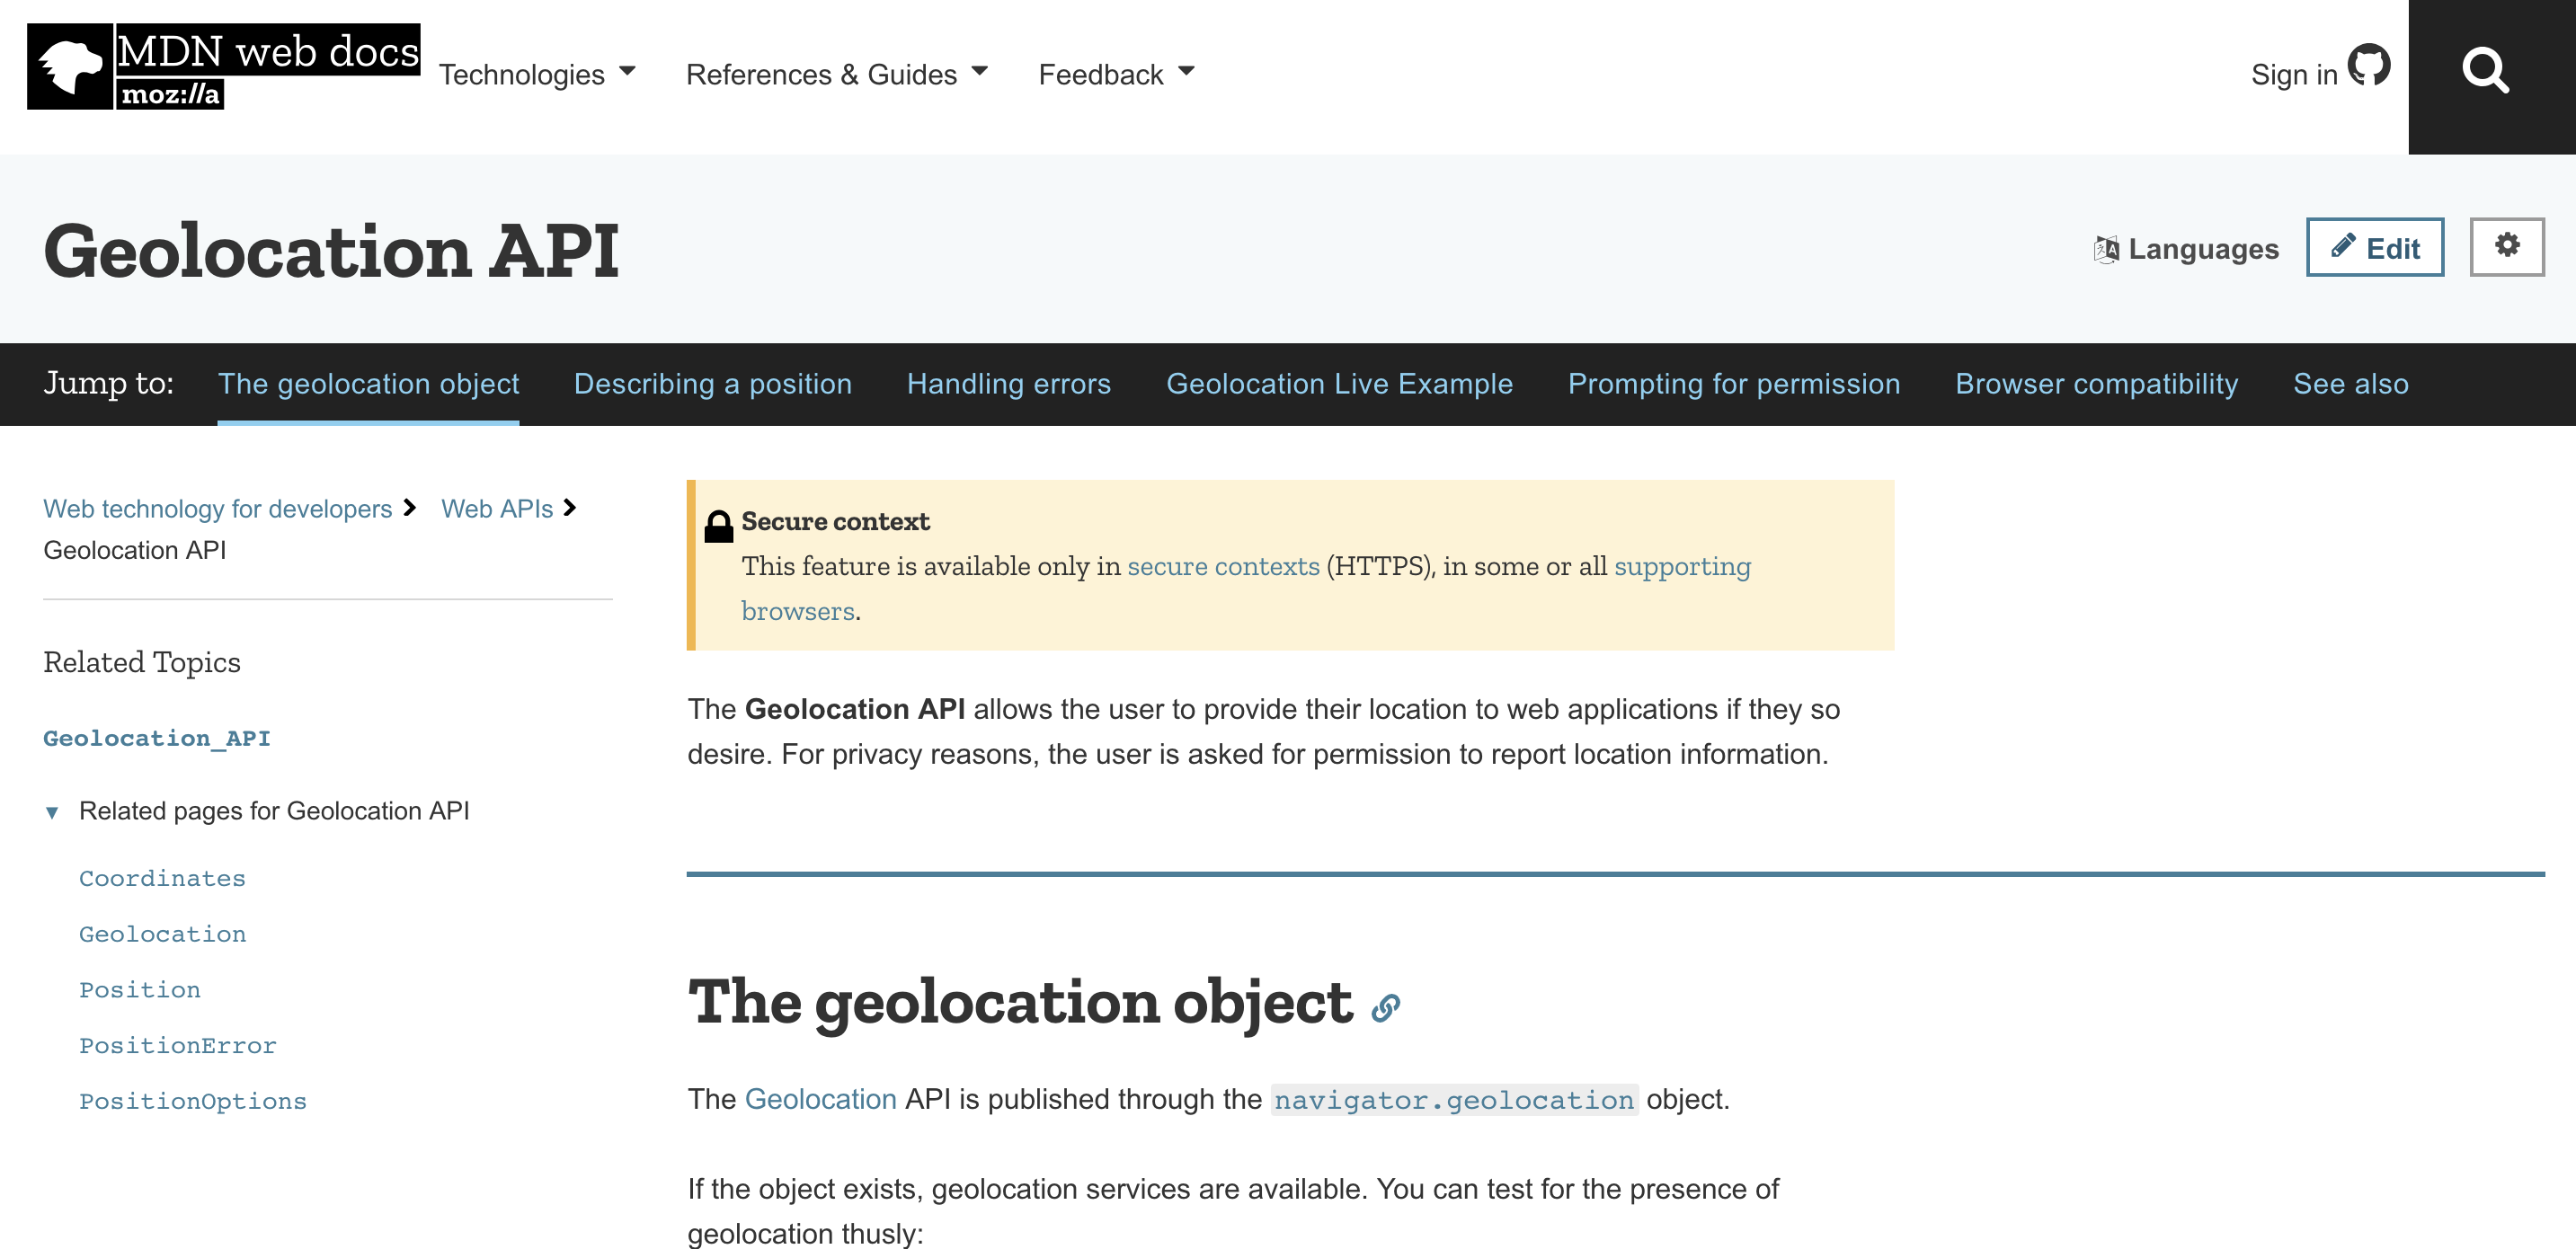 MDN web docs
moz://a
Technologies
References & Guides
Feedback
Sign in
Geolocation API
Languages
Edit
Jump to:
The geolocation object
Describing a position
Handling errors
Geolocation Live Example
Prompting for permission
Browser compatibility
See also
Web technology for developers
Web APIs
Geolocation API
Related Topics
Geolocation_API
Related pages for Geolocation API
Coordinates
Geolocation
Position
PositionError
PositionOptions
Secure context
This feature is available only in secure contexts (HTTPS), in some or all supporting
browsers.
The Geolocation API allows the user to provide their location to web applications if they so
desire. For privacy reasons, the user is asked for permission to report location information.
The geolocation object
The Geolocation API is published through the navigator.geolocation object.
If the object exists, geolocation services are available. You can test for the presence of
geolocation thusly: